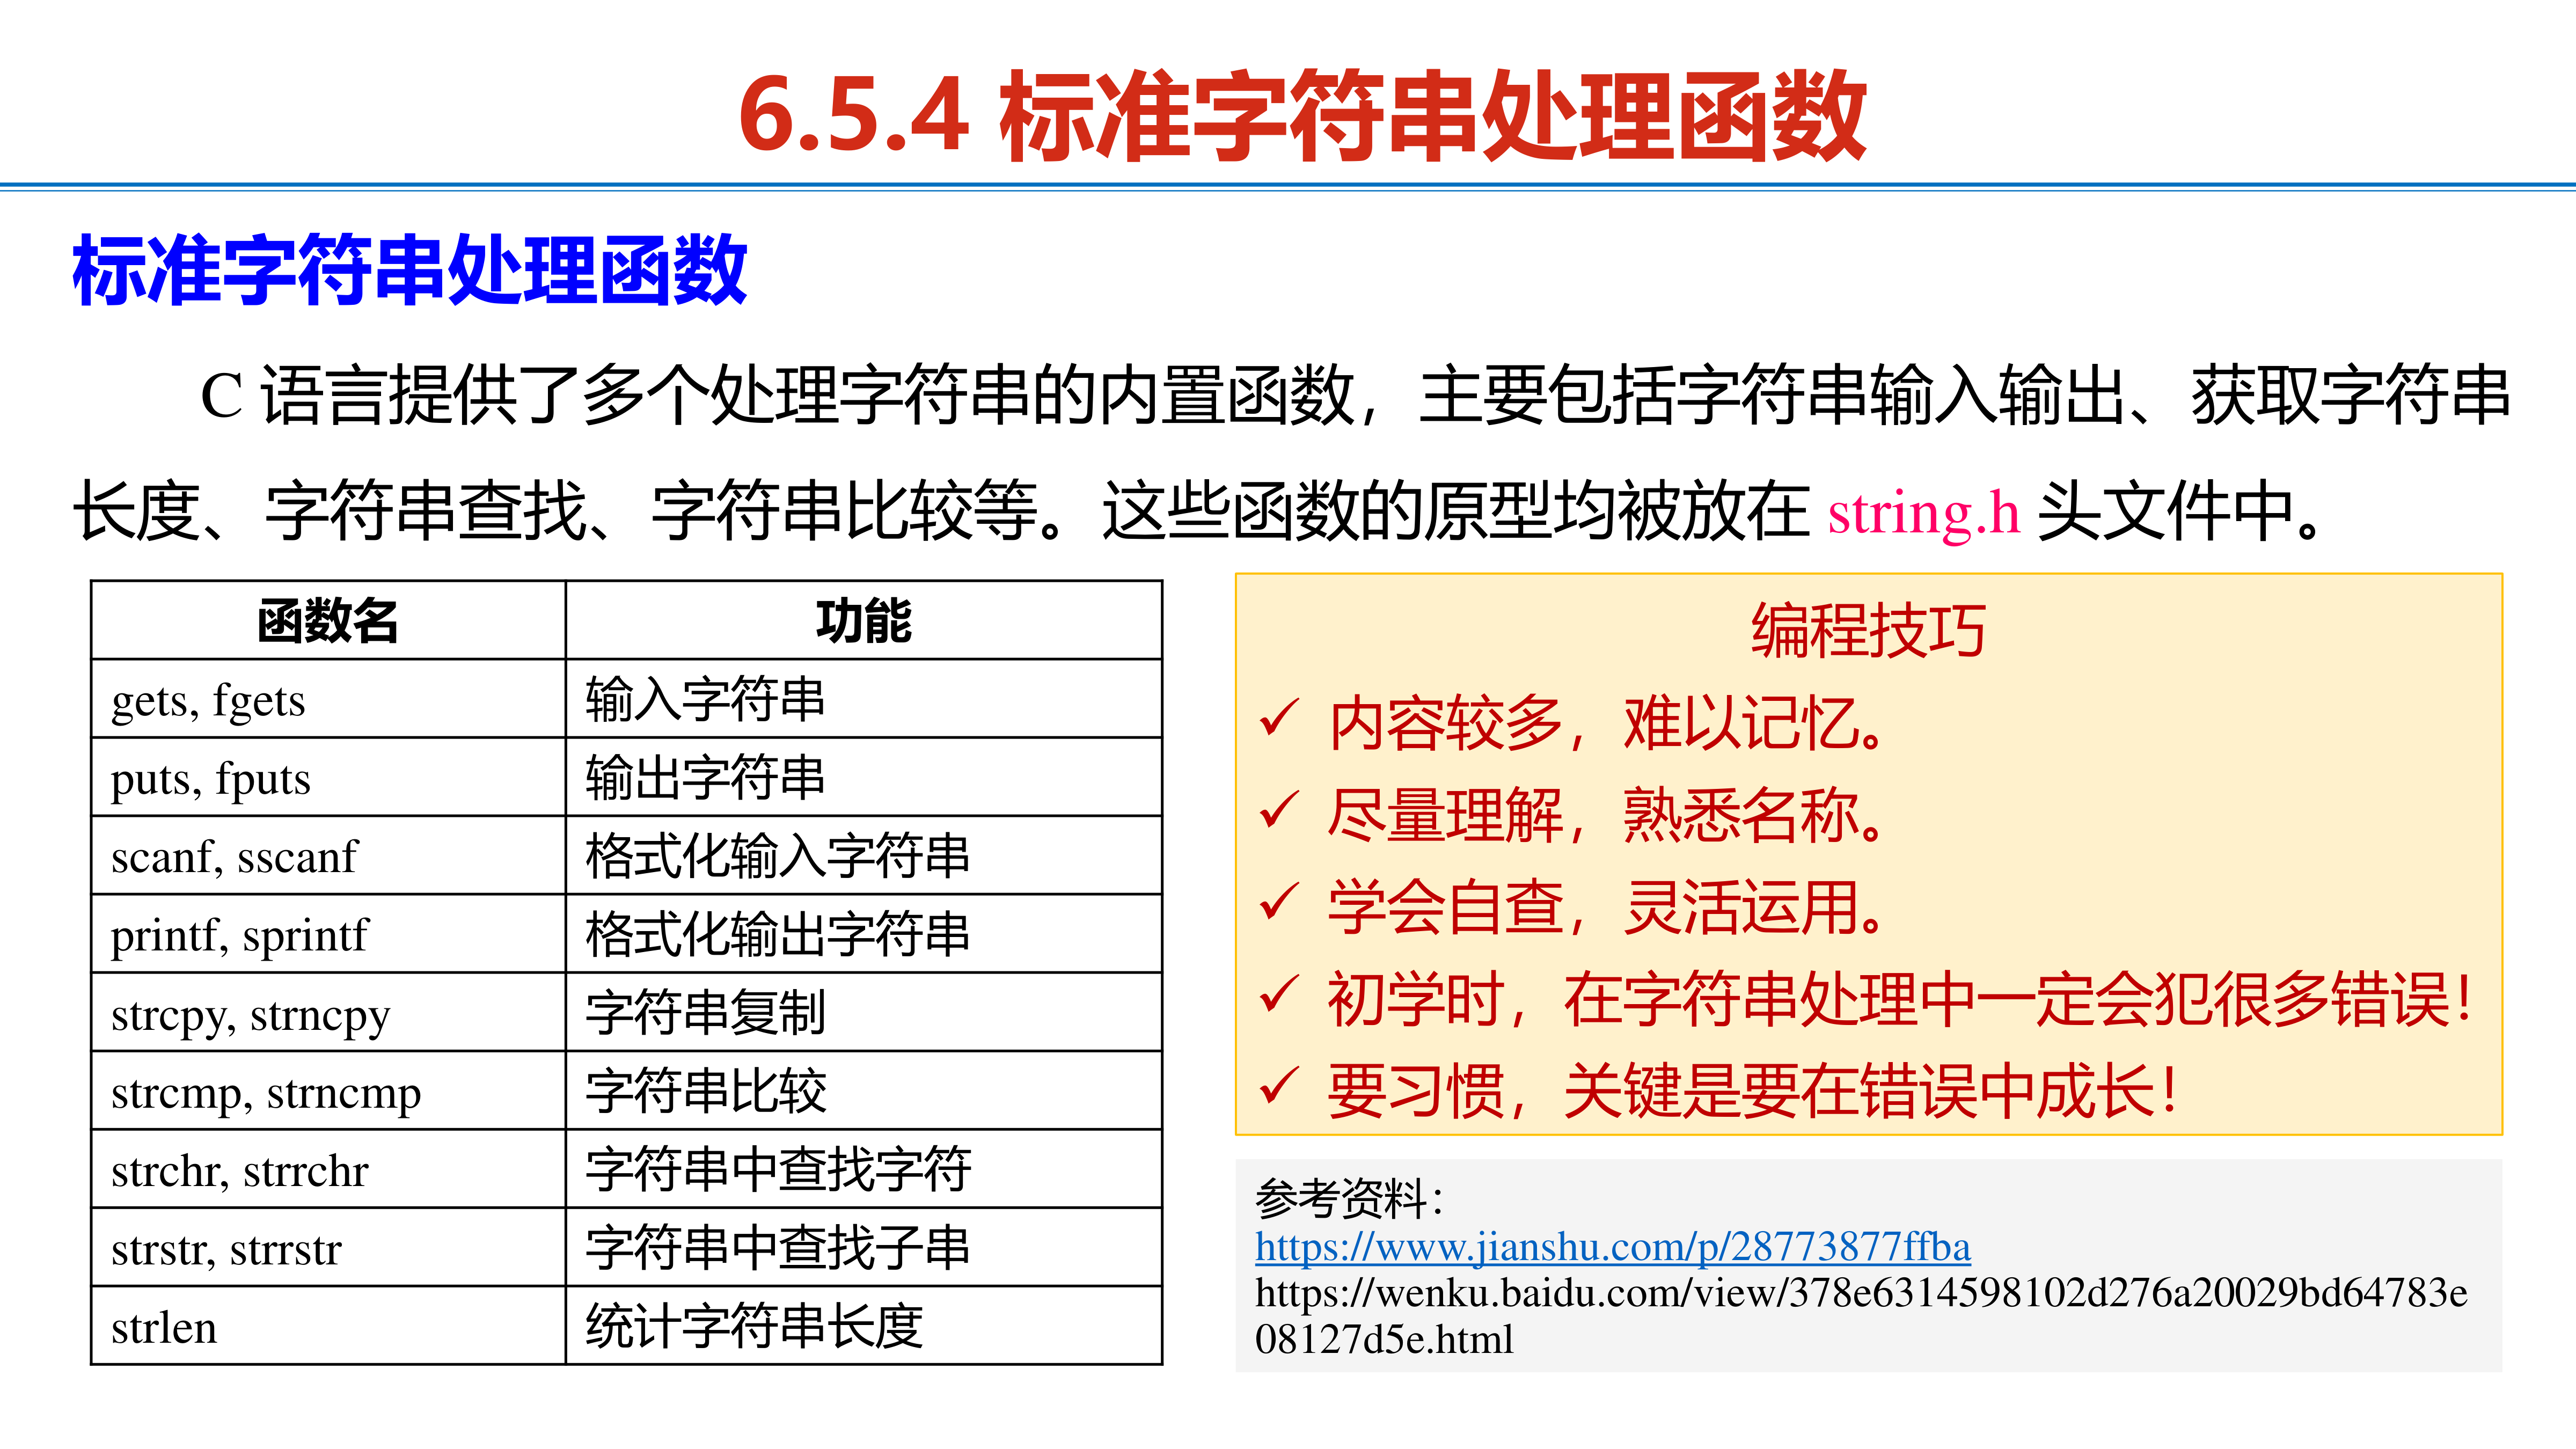 6.5.4 标准字符串处理函数
标准字符串处理函数
C 语言提供了多个处理字符串的内置函数，主要包括字符串输入输出、获取字符串
长度、字符串查找、字符串比较等。这些函数的原型均被放在 string.h 头文件中。
函数名 功能
gets, fgets 输入字符串
puts, fputs 输出字符串
scanf, sscanf 格式化输入字符串
printf, sprintf 格式化输出字符串
strcpy, strncpy 字符串复制
strcmp, strncmp 字符串比较
strchr, strrchr 字符串中查找字符
strstr, strrstr 字符串中查找子串
strlen 统计字符串长度
编程技巧
✓ 内容较多，难以记忆。
✓ 尽量理解，熟悉名称。
✓ 学会自查，灵活运用。
✓ 初学时，在字符串处理中一定会犯很多错误！
✓ 要习惯，关键是要在错误中成长！
参考资料：
https://www.jianshu.com/p/28773877ffba
https://wenku.baidu.com/view/378e6314598102d276a20029bd64783e
08127d5e.html